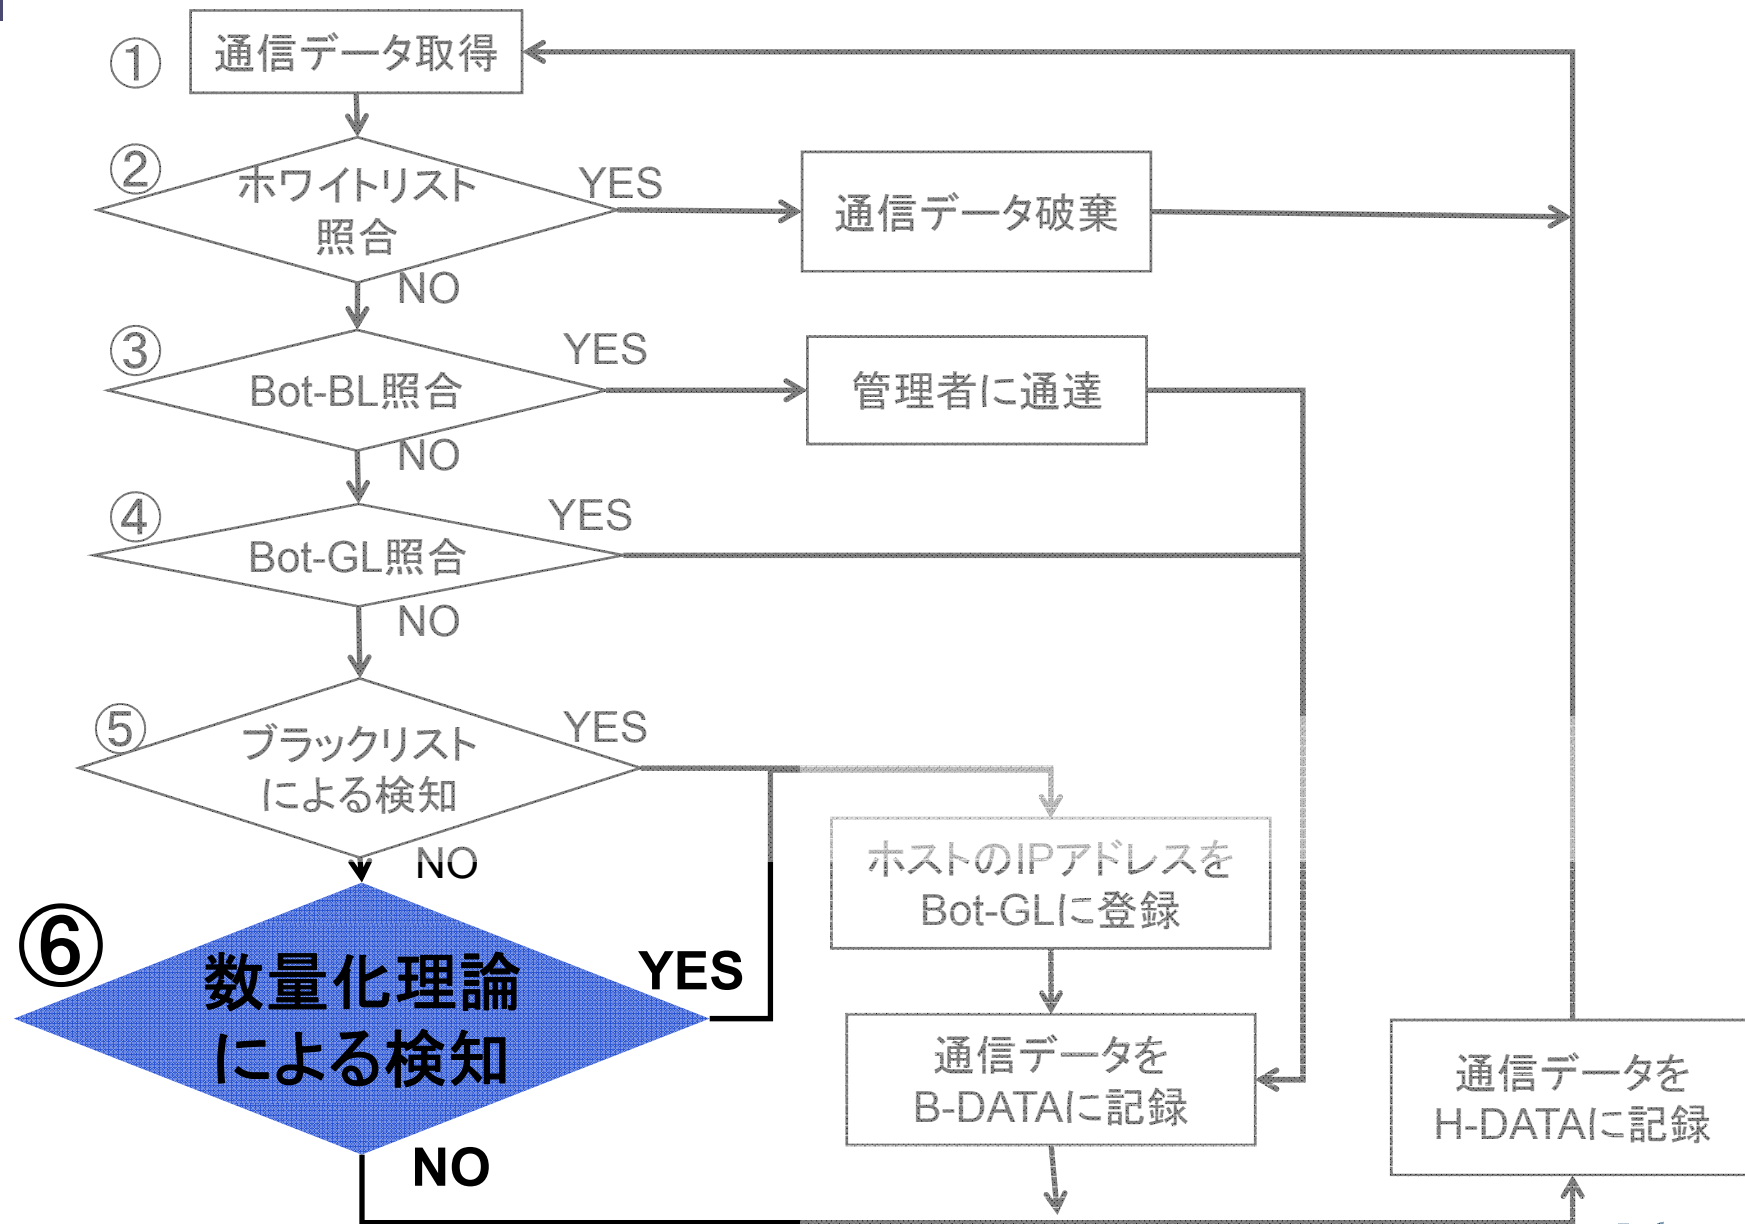 ①
通信データ取得
②
ホワイトリスト
照合
YES
通信データ破棄
NO
③
Bot-BL照合
YES
管理者に通達
NO
④
Bot-GL照合
YES
NO
⑤
ブラックリスト
による検知
YES
NO
ホストのIPアドレスを
Bot-GLに登録
⑥
数量化理論
による検知
YES
NO
通信データを
B-DATAに記録
通信データを
H-DATAに記録